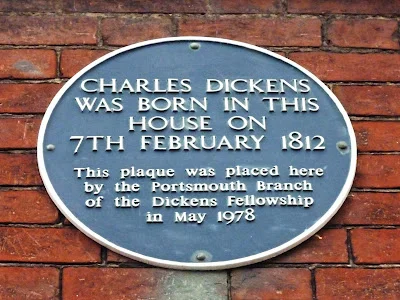 CHARLES DICKENS
WAS BORN IN THIS
HOUSE ON
7TH FEBRUARY 1812
This plaque was placed here
by the Portsmouth Branch
of the Dickens Fellowship
in May 1978